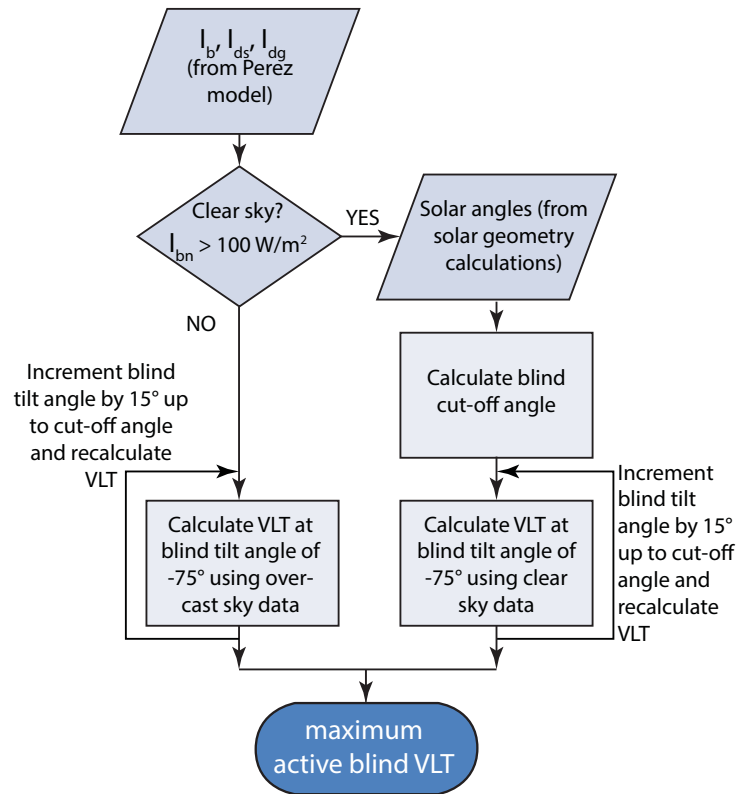 I_b, I_ds, I_dg
(from Perez
model)
Clear sky?
I_bn > 100 W/m²
YES
Solar angles (from
solar geometry
calculations)
NO
Calculate blind
cut-off angle
Increment blind
tilt angle by 15° up
to cut-off angle
and recalculate
VLT
Increment
blind tilt
angle by 15°
up to cut-off
angle and
recalculate
VLT
Calculate VLT at
blind tilt angle of
-75° using over-
cast sky data
Calculate VLT at
blind tilt angle of
-75° using clear
sky data
maximum
active blind VLT